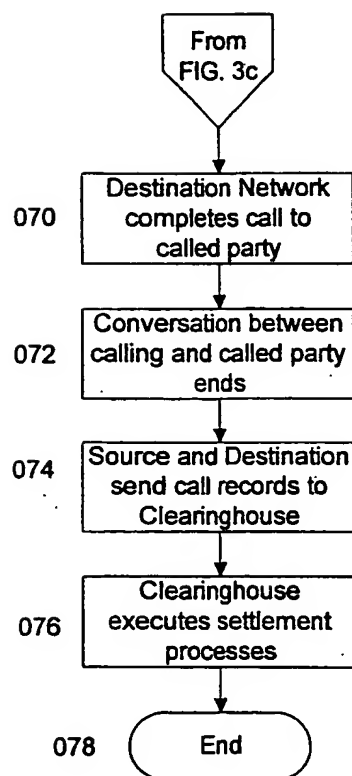 From
FIG. 3c
070
Destination Network
completes call to
called party
072
Conversation between
calling and called party
ends
074
Source and Destination
send call records to
Clearinghouse
076
Clearinghouse
executes settlement
processes
078
End